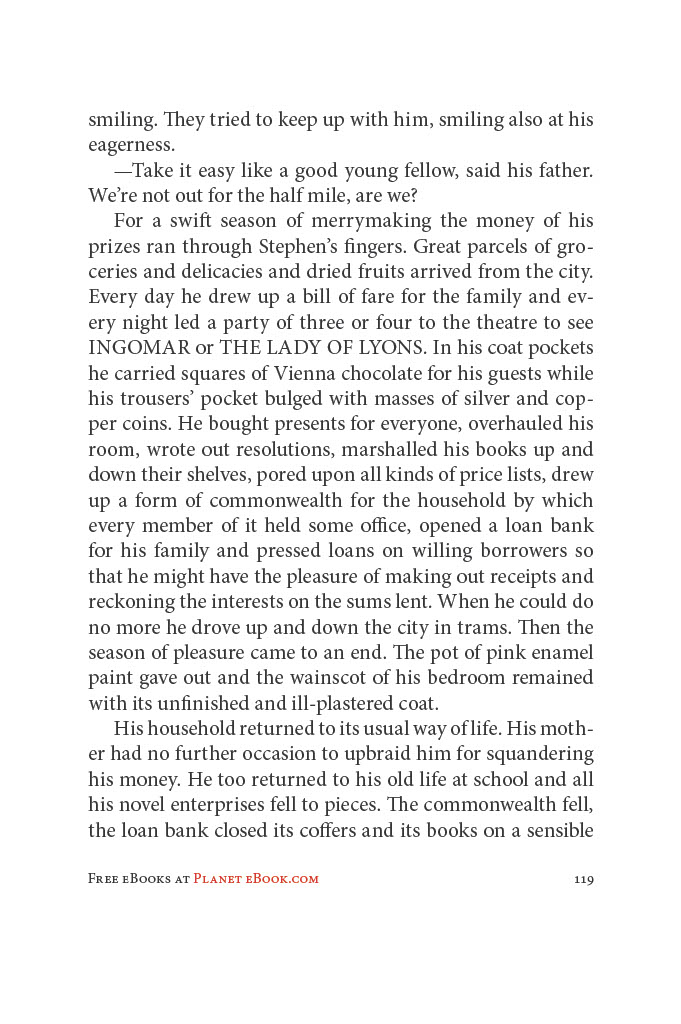 smiling. They tried to keep up with him, smiling also at his
eagerness.
—Take it easy like a good young fellow, said his father.
We’re not out for the half mile, are we?
For a swift season of merrymaking the money of his
prizes ran through Stephen’s fingers. Great parcels of gro-
ceries and delicacies and dried fruits arrived from the city.
Every day he drew up a bill of fare for the family and ev-
ery night led a party of three or four to the theatre to see
INGOMAR or THE LADY OF LYONS. In his coat pockets
he carried squares of Vienna chocolate for his guests while
his trousers’ pocket bulged with masses of silver and cop-
per coins. He bought presents for everyone, overhauled his
room, wrote out resolutions, marshalled his books up and
down their shelves, pored upon all kinds of price lists, drew
up a form of commonwealth for the household by which
every member of it held some office, opened a loan bank
for his family and pressed loans on willing borrowers so
that he might have the pleasure of making out receipts and
reckoning the interests on the sums lent. When he could do
no more he drove up and down the city in trams. Then the
season of pleasure came to an end. The pot of pink enamel
paint gave out and the wainscot of his bedroom remained
with its unfinished and ill-plastered coat.
His household returned to its usual way of life. His moth-
er had no further occasion to upbraid him for squandering
his money. He too returned to his old life at school and all
his novel enterprises fell to pieces. The commonwealth fell,
the loan bank closed its coffers and its books on a sensible
Free eBooks at Planet eBook.com 119